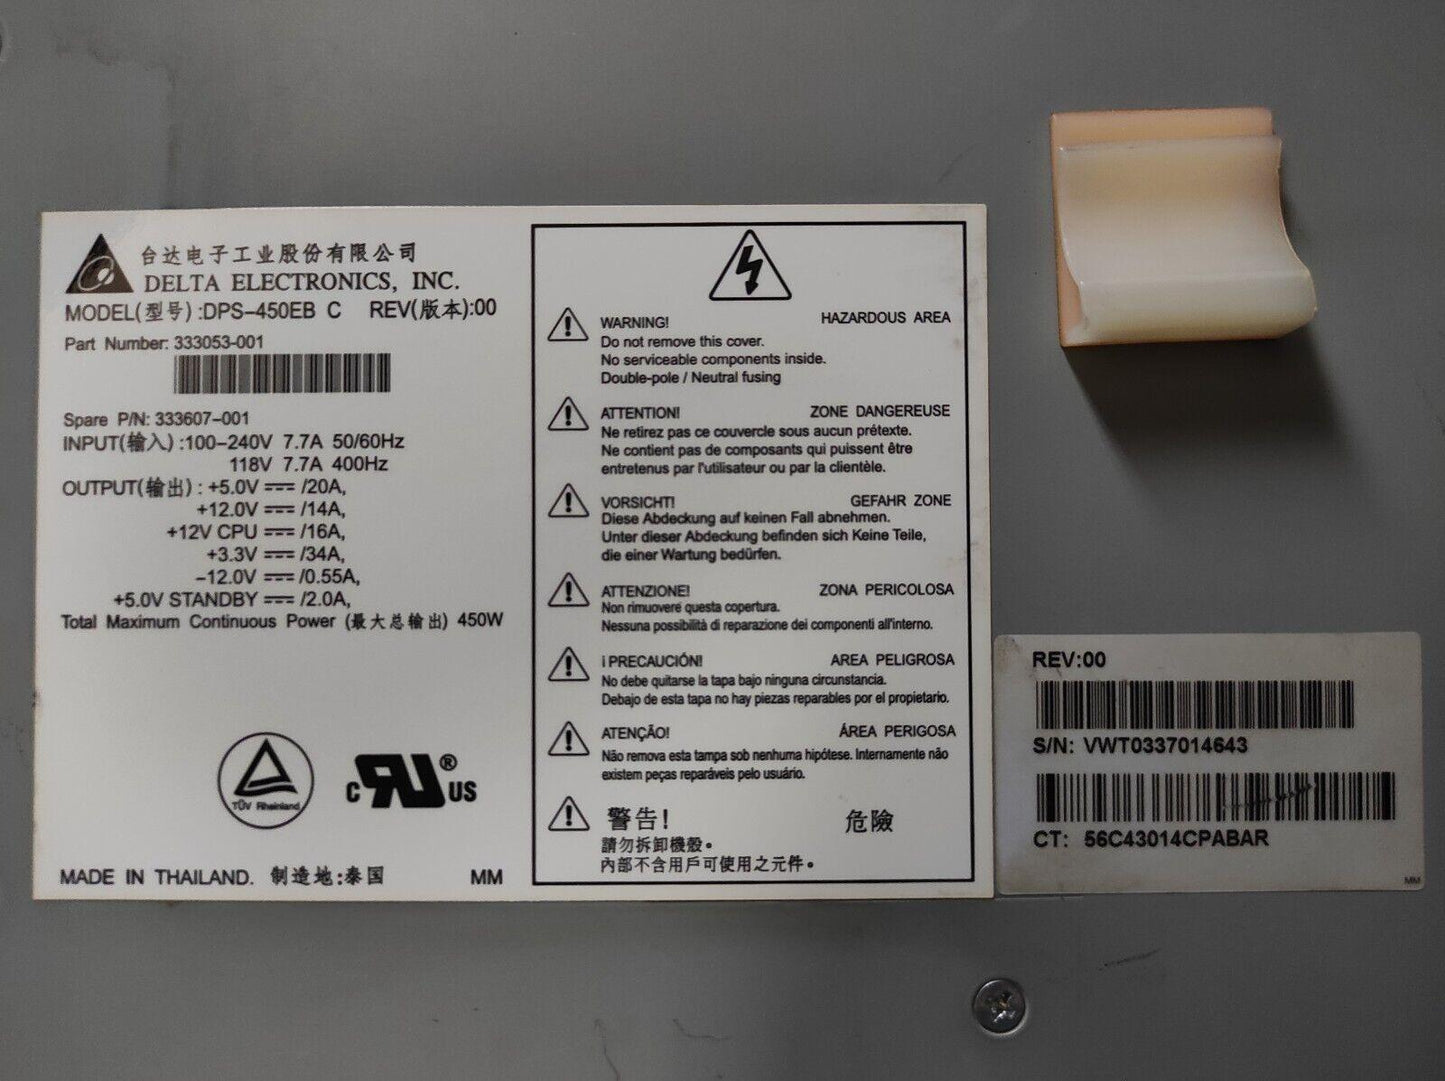 台达电子工业股份有限公司
DELTA ELECTRONICS, INC.
MODEL(型号):DPS-450EB C REV(版本):00
Part Number: 333053-001
Spare P/N: 333607-001
INPUT(输入):100-240V 7.7A 50/60Hz
118V 7.7A 400Hz
OUTPUT(输出): +5.0V ⎓ /20A,
+12.0V ⎓ /14A,
+12V CPU ⎓ /16A,
+3.3V ⎓ /34A,
-12.0V ⎓ /0.55A,
+5.0V STANDBY ⎓ /2.0A,
Total Maximum Continuous Power (最大总输出) 450W
TÜV Rheinland
c RU ® US
MADE IN THAILAND. 制造地:泰国 MM
WARNING! HAZARDOUS AREA
Do not remove this cover.
No serviceable components inside.
Double-pole / Neutral fusing
ATTENTION! ZONE DANGEREUSE
Ne retirez pas ce couvercle sous aucun prétexte.
Ne contient pas de composants qui puissent être
entretenus par l'utilisateur ou par la clientèle.
VORSICHT! GEFAHR ZONE
Diese Abdeckung auf keinen Fall abnehmen.
Unter dieser Abdeckung befinden sich Keine Teile,
die einer Wartung bedürfen.
ATTENZIONE! ZONA PERICOLOSA
Non rimuovere questa copertura.
Nessuna possibilità di reparazione dei componenti all'interno.
¡PRECAUCIÓN! AREA PELIGROSA
No debe quitarse la tapa bajo ninguna circunstancia.
Debajo de esta tapa no hay piezas reparables por el propietario.
ATENÇÃO! ÁREA PERIGOSA
Não remova esta tampa sob nenhuma hipótese. Internamente não
existem peças reparáveis pelo usuário.
警告! 危險
請勿拆卸機殼。
內部不含用戶可使用之元件。
REV:00
S/N: VWT0337014643
CT: 56C43014CPABAR
MM